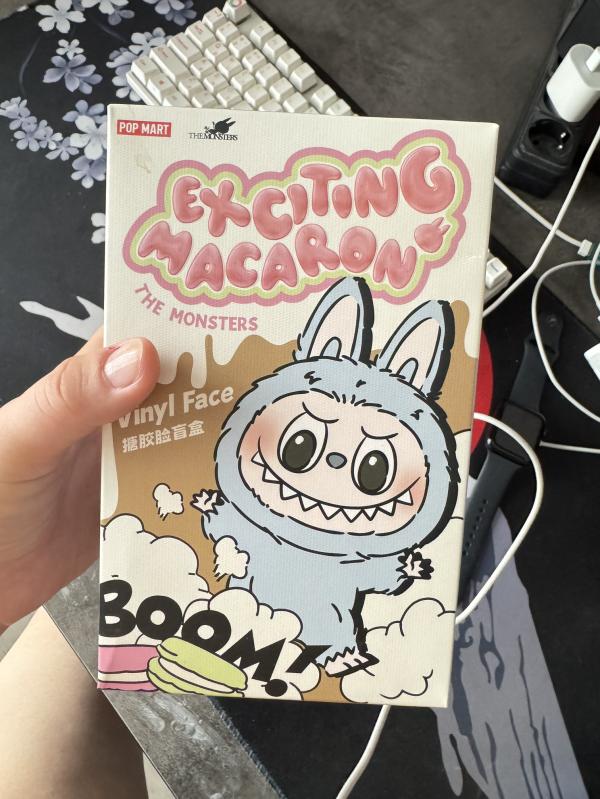 POP MART
THE MONSTERS
EXCITING
MACARON
THE MONSTERS
Vinyl Face
搪胶脸盲盒
BOOM!